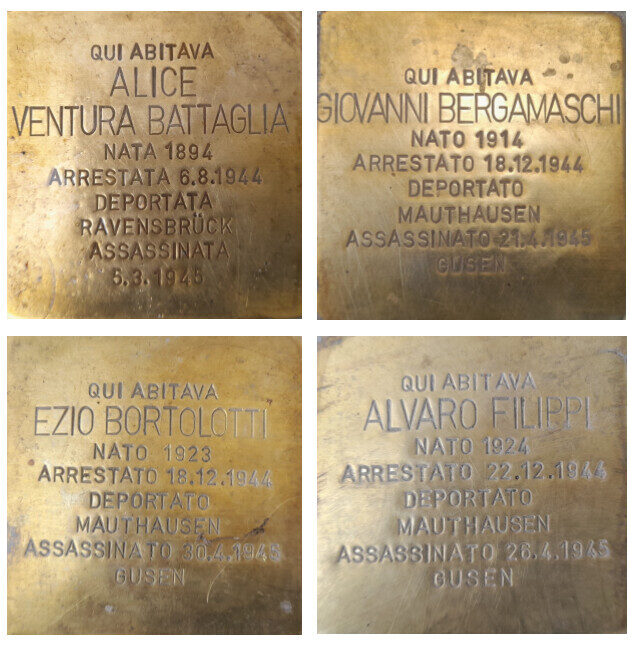 QUI ABITAVA
ALICE
VENTURA BATTAGLIA
NATA 1894
ARRESTATA 6.8.1944
DEPORTATA
RAVENSBRÜCK
ASSASSINATA
5.3.1945
QUI ABITAVA
GIOVANNI BERGAMASCHI
NATO 1914
ARRESTATO 18.12.1944
DEPORTATO
MAUTHAUSEN
ASSASSINATO 21.4.1945
GUSEN
QUI ABITAVA
EZIO BORTOLOTTI
NATO 1923
ARRESTATO 18.12.1944
DEPORTATO
MAUTHAUSEN
ASSASSINATO 30.4.1945
GUSEN
QUI ABITAVA
ALVARO FILIPPI
NATO 1924
ARRESTATO 22.12.1944
DEPORTATO
MAUTHAUSEN
ASSASSINATO 26.4.1945
GUSEN